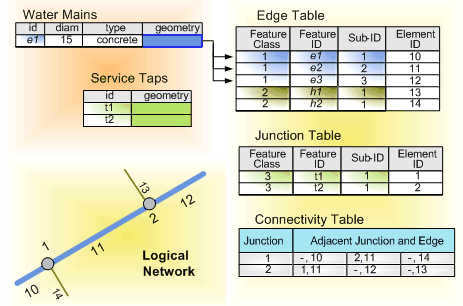 Water Mains
id diam type geometry
e1 15 concrete
Service Taps
id geometry
t1
t2
Edge Table
Feature Class Feature ID Sub-ID Element ID
1 e1 1 10
1 e2 2 11
1 e3 3 12
2 h1 1 13
2 h2 1 14
Junction Table
Feature Class Feature ID Sub-ID Element ID
3 t1 1 1
3 t2 1 2
Connectivity Table
Junction Adjacent Junction and Edge
1 -, 10 2,11 -, 14
2 1,11 -, 12 -,13
13
12
2
1
11
10
14
Logical
Network